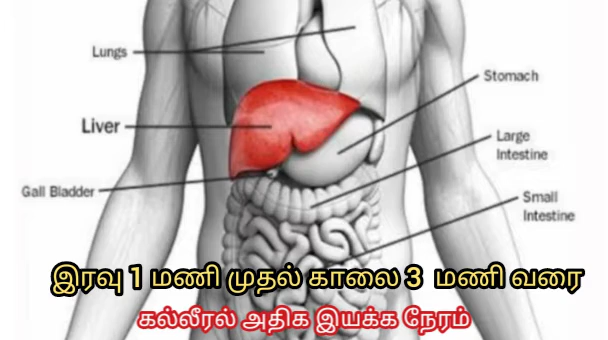 Lungs
Stomach
Liver
Large
Intestine
Gall Bladder
Small
Intestine
இரவு 1 மணி முதல் காலை 3 மணி வரை
கல்லீரல் அதிக இயக்க நேரம்